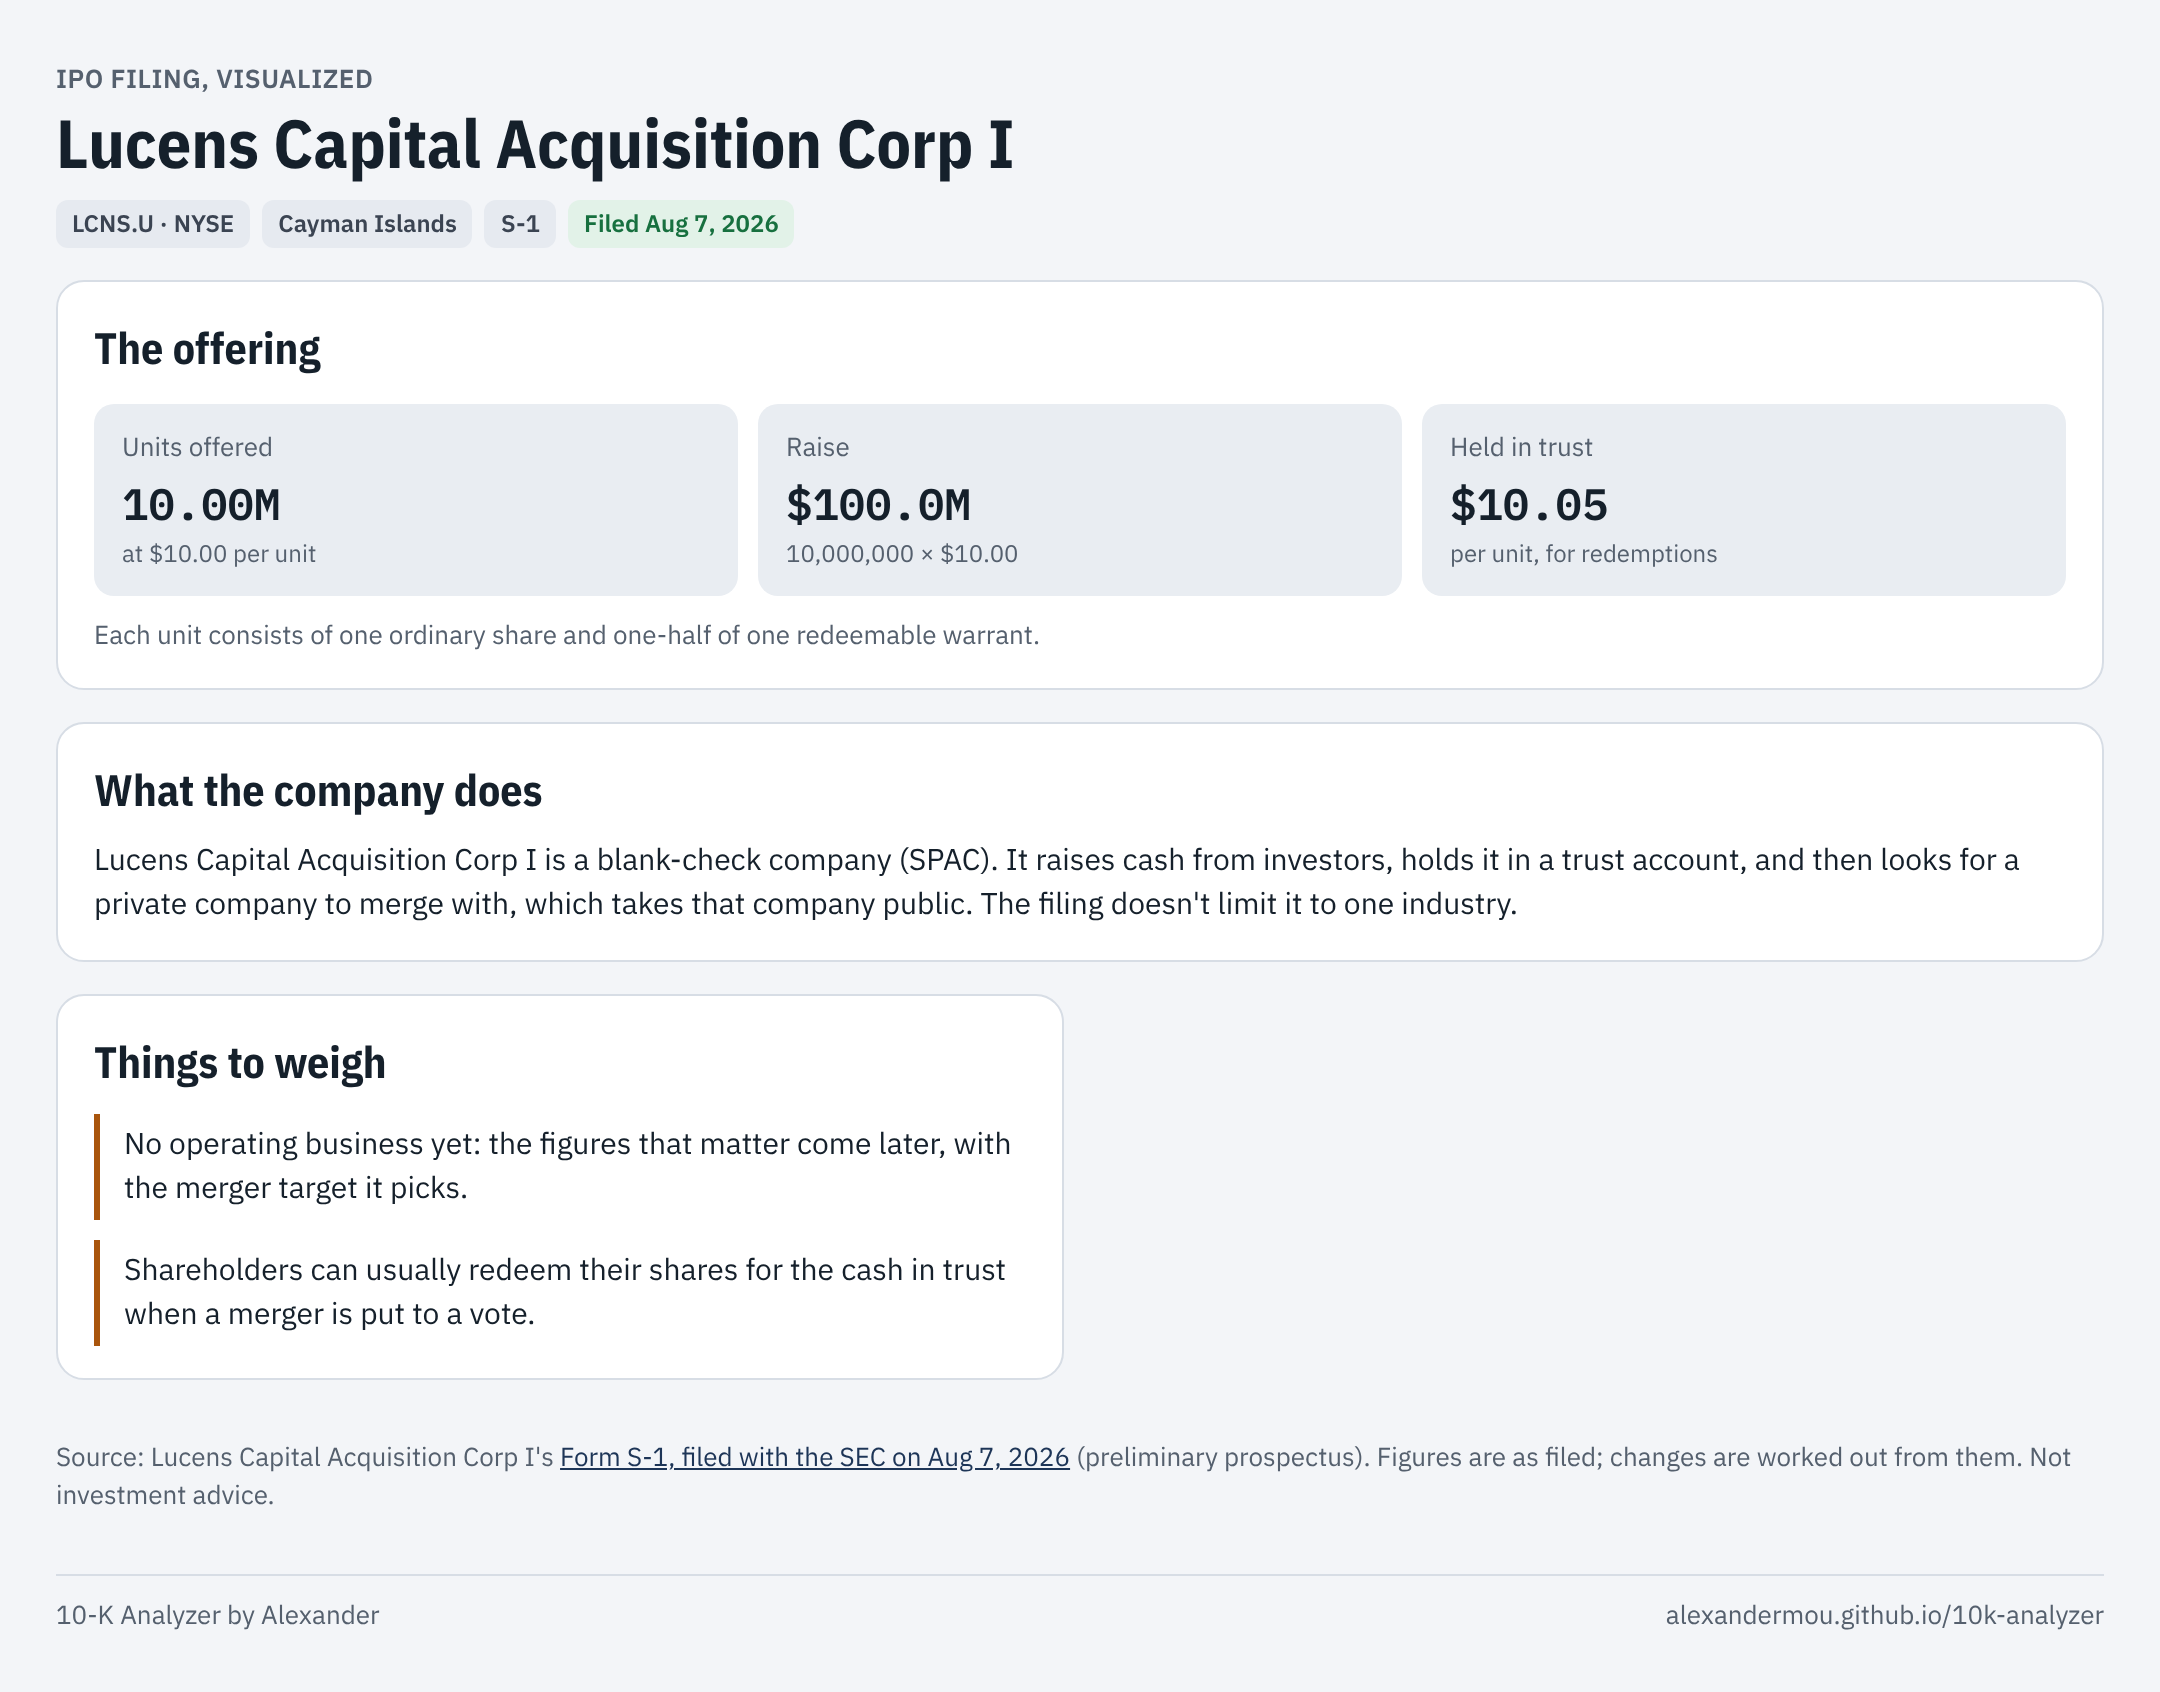 IPO FILING, VISUALIZED
Lucens Capital Acquisition Corp I
LCNS.U · NYSE
Cayman Islands
S-1
Filed Aug 7, 2026
The offering
Units offered
10.00M
at $10.00 per unit
Raise
$100.0M
10,000,000 × $10.00
Held in trust
$10.05
per unit, for redemptions
Each unit consists of one ordinary share and one-half of one redeemable warrant.
What the company does
Lucens Capital Acquisition Corp I is a blank-check company (SPAC). It raises cash from investors, holds it in a trust account, and then looks for a
private company to merge with, which takes that company public. The filing doesn't limit it to one industry.
Things to weigh
No operating business yet: the figures that matter come later, with
the merger target it picks.
Shareholders can usually redeem their shares for the cash in trust
when a merger is put to a vote.
Source: Lucens Capital Acquisition Corp I's Form S-1, filed with the SEC on Aug 7, 2026 (preliminary prospectus). Figures are as filed; changes are worked out from them. Not
investment advice.
10-K Analyzer by Alexander
alexandermou.github.io/10k-analyzer